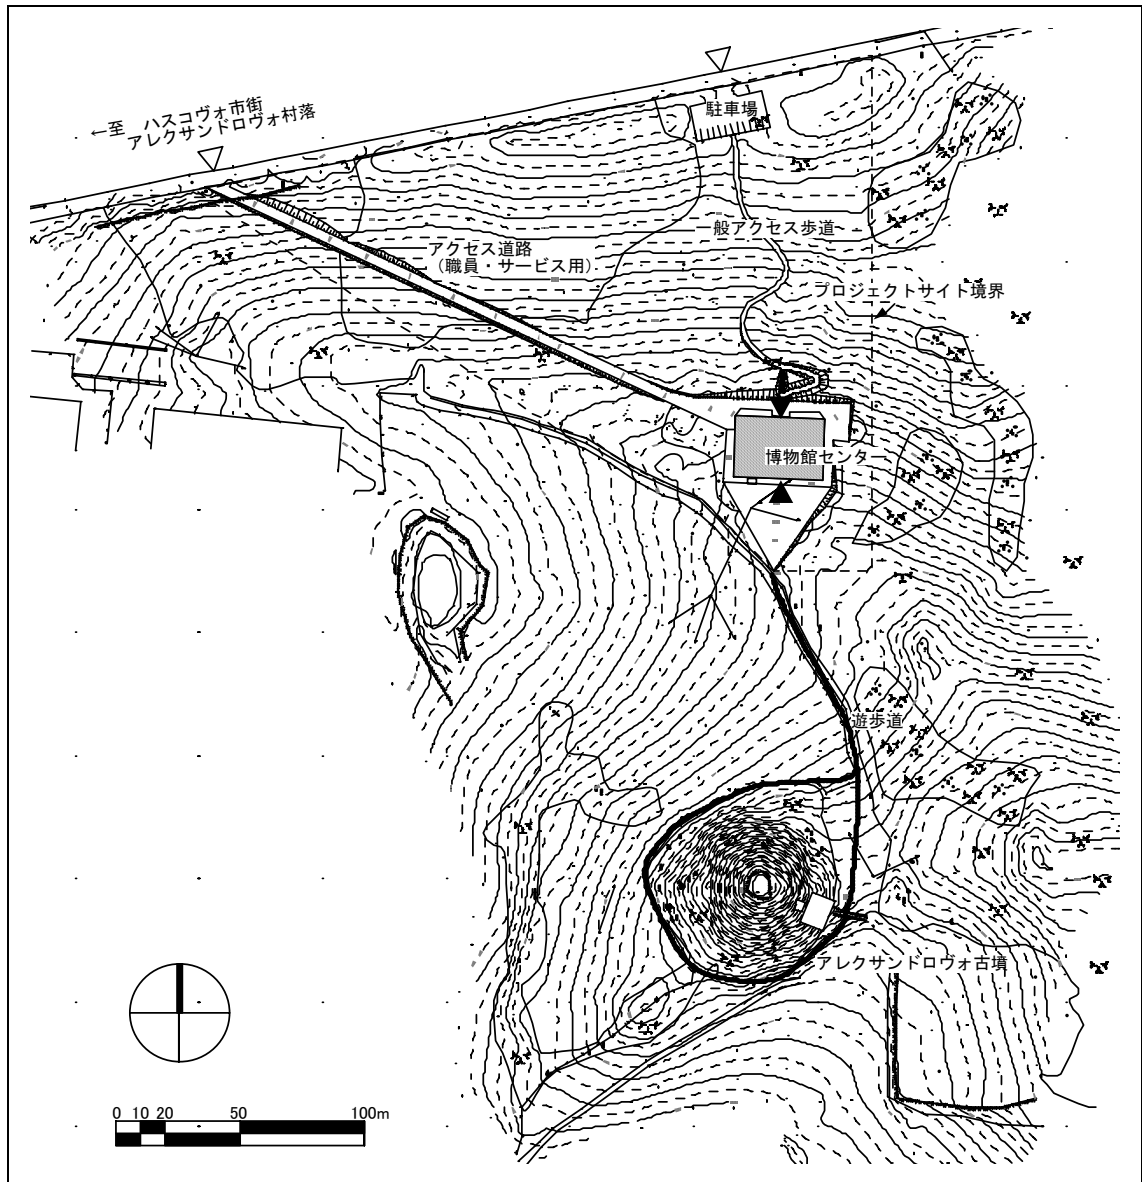 駐車場
←至 ハスコヴォ市街
アレクサンドロヴォ村落
般アクセス歩道
アクセス道路
(職員・サービス用)
プロジェクトサイト境界
博物館センタ
遊歩道
アレクサンドロヴォ古墳
0 10 20 50 100m